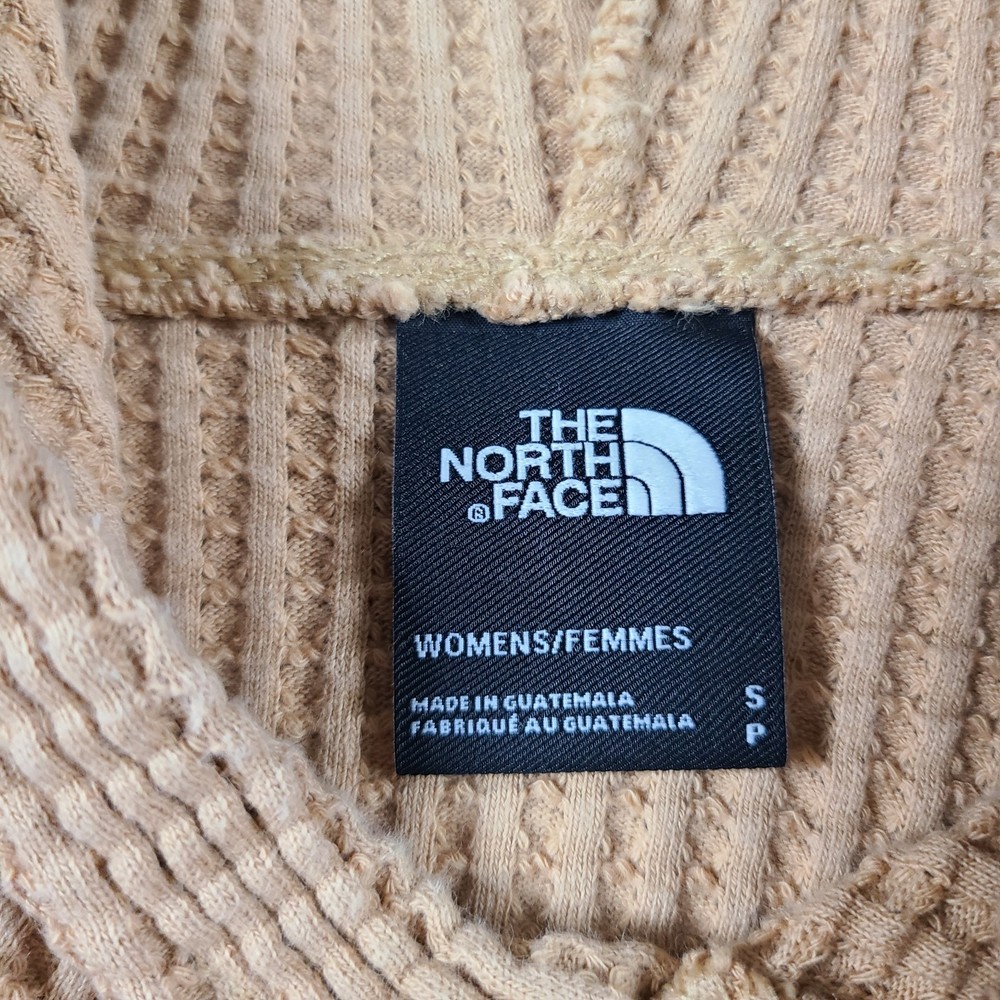 THE
NORTH
®FACE
WOMENS/FEMMES
MADE IN GUATEMALA
FABRIQUÉ AU GUATEMALA
S
P